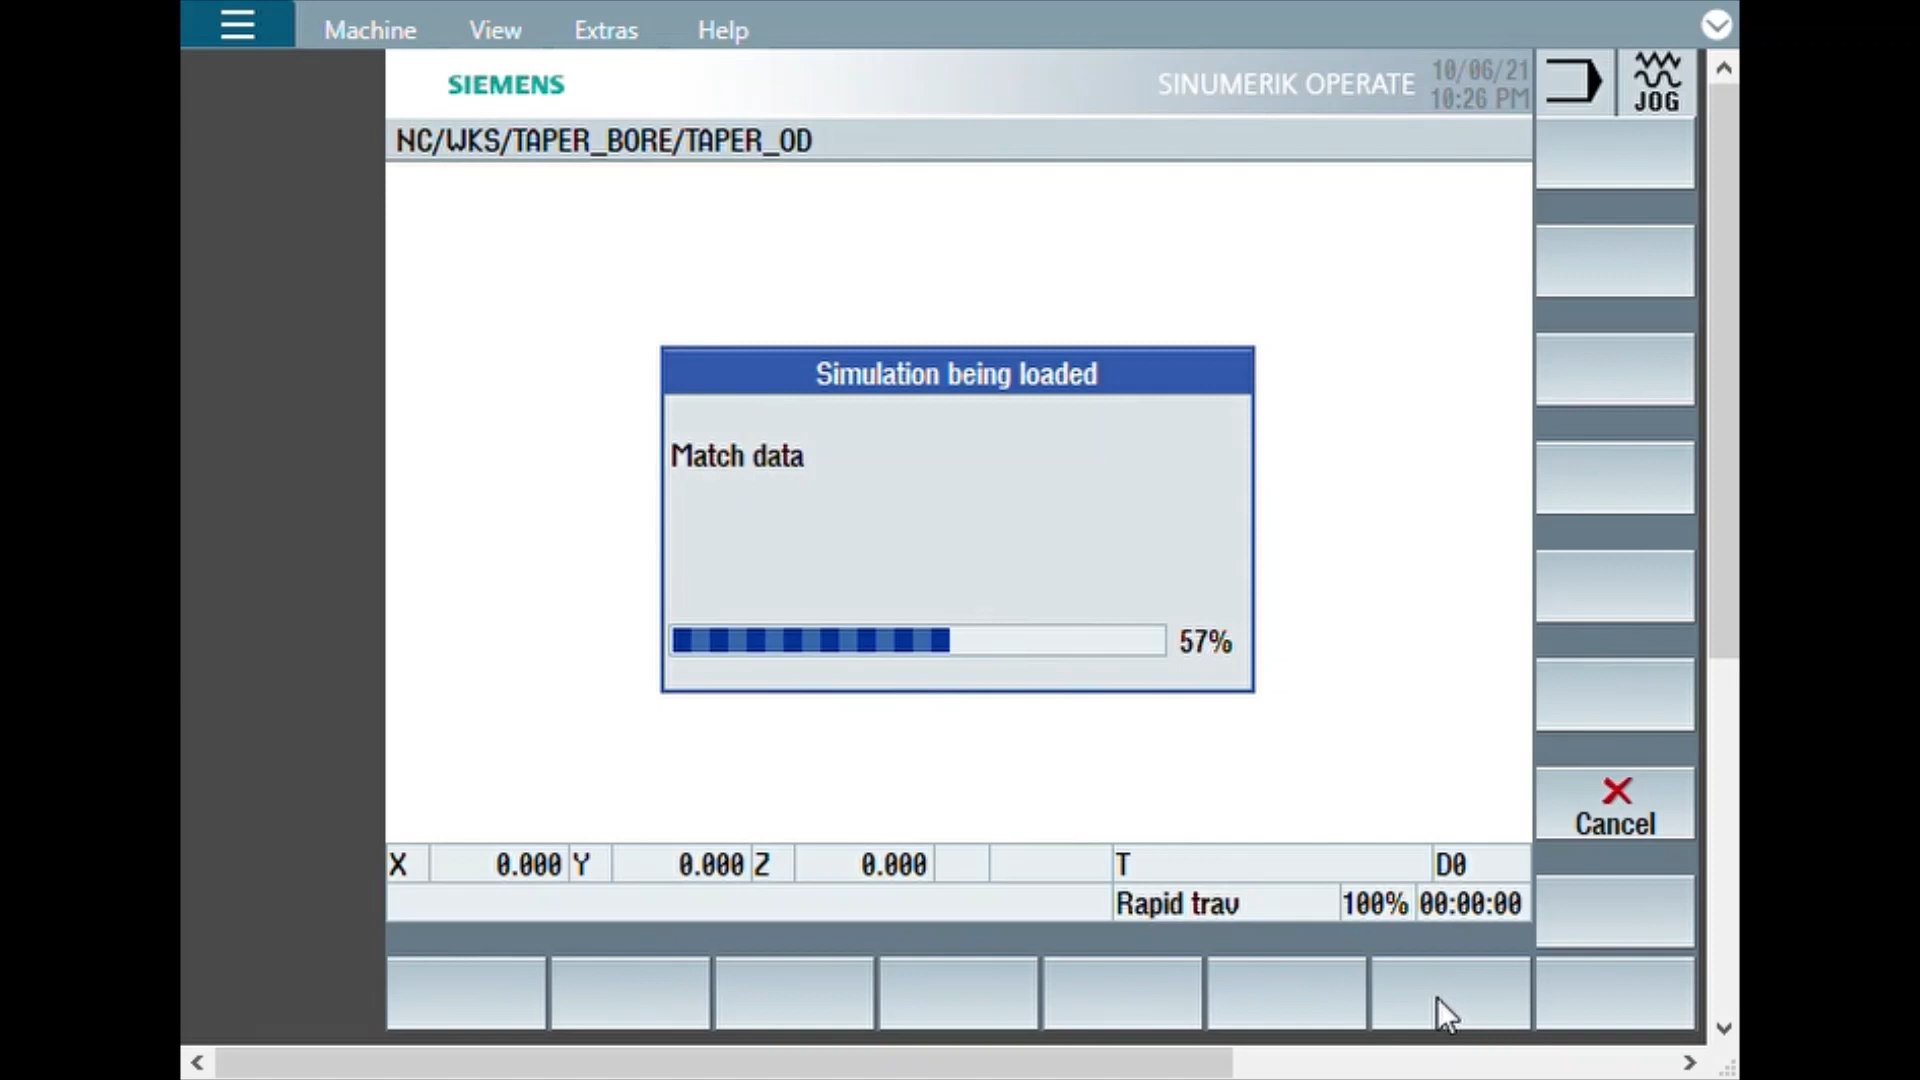 Machine View Extras Help
SIEMENS
SINUMERIK OPERATE
10/06/21
10:26 PM
JOG
NC/WKS/TAPER_BORE/TAPER_OD
Simulation being loaded
Match data
57%
Cancel
X 0.000 Y 0.000 Z 0.000 T D0
Rapid trav 100% 00:00:00